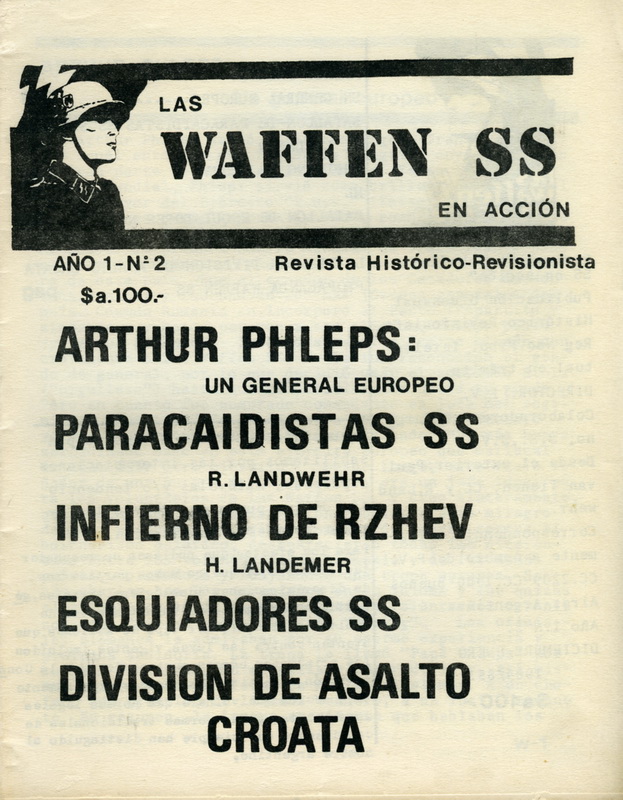 LAS
WAFFEN SS
EN ACCIÓN
AÑO 1-Nº 2 Revista Histórico-Revisionista
$a.100.-
ARTHUR PHLEPS:
UN GENERAL EUROPEO
PARACAIDISTAS SS
R. LANDWEHR
INFIERNO DE RZHEV
H. LANDEMER
ESQUIADORES SS
DIVISION DE ASALTO
CROATA